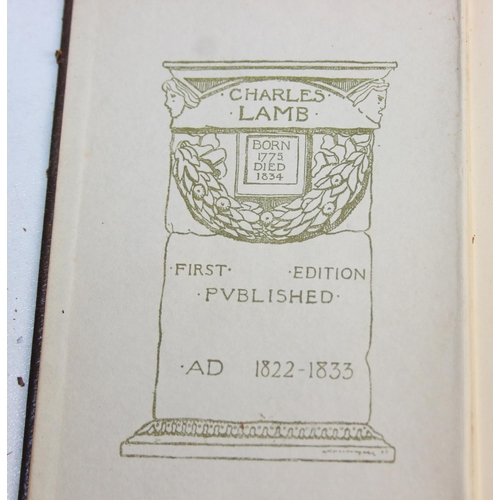 ·CHARLES·
LAMB·
BORN
1775
DIED
1834
·FIRST· EDITION
·PVBLISHED·
·AD 1822-1833